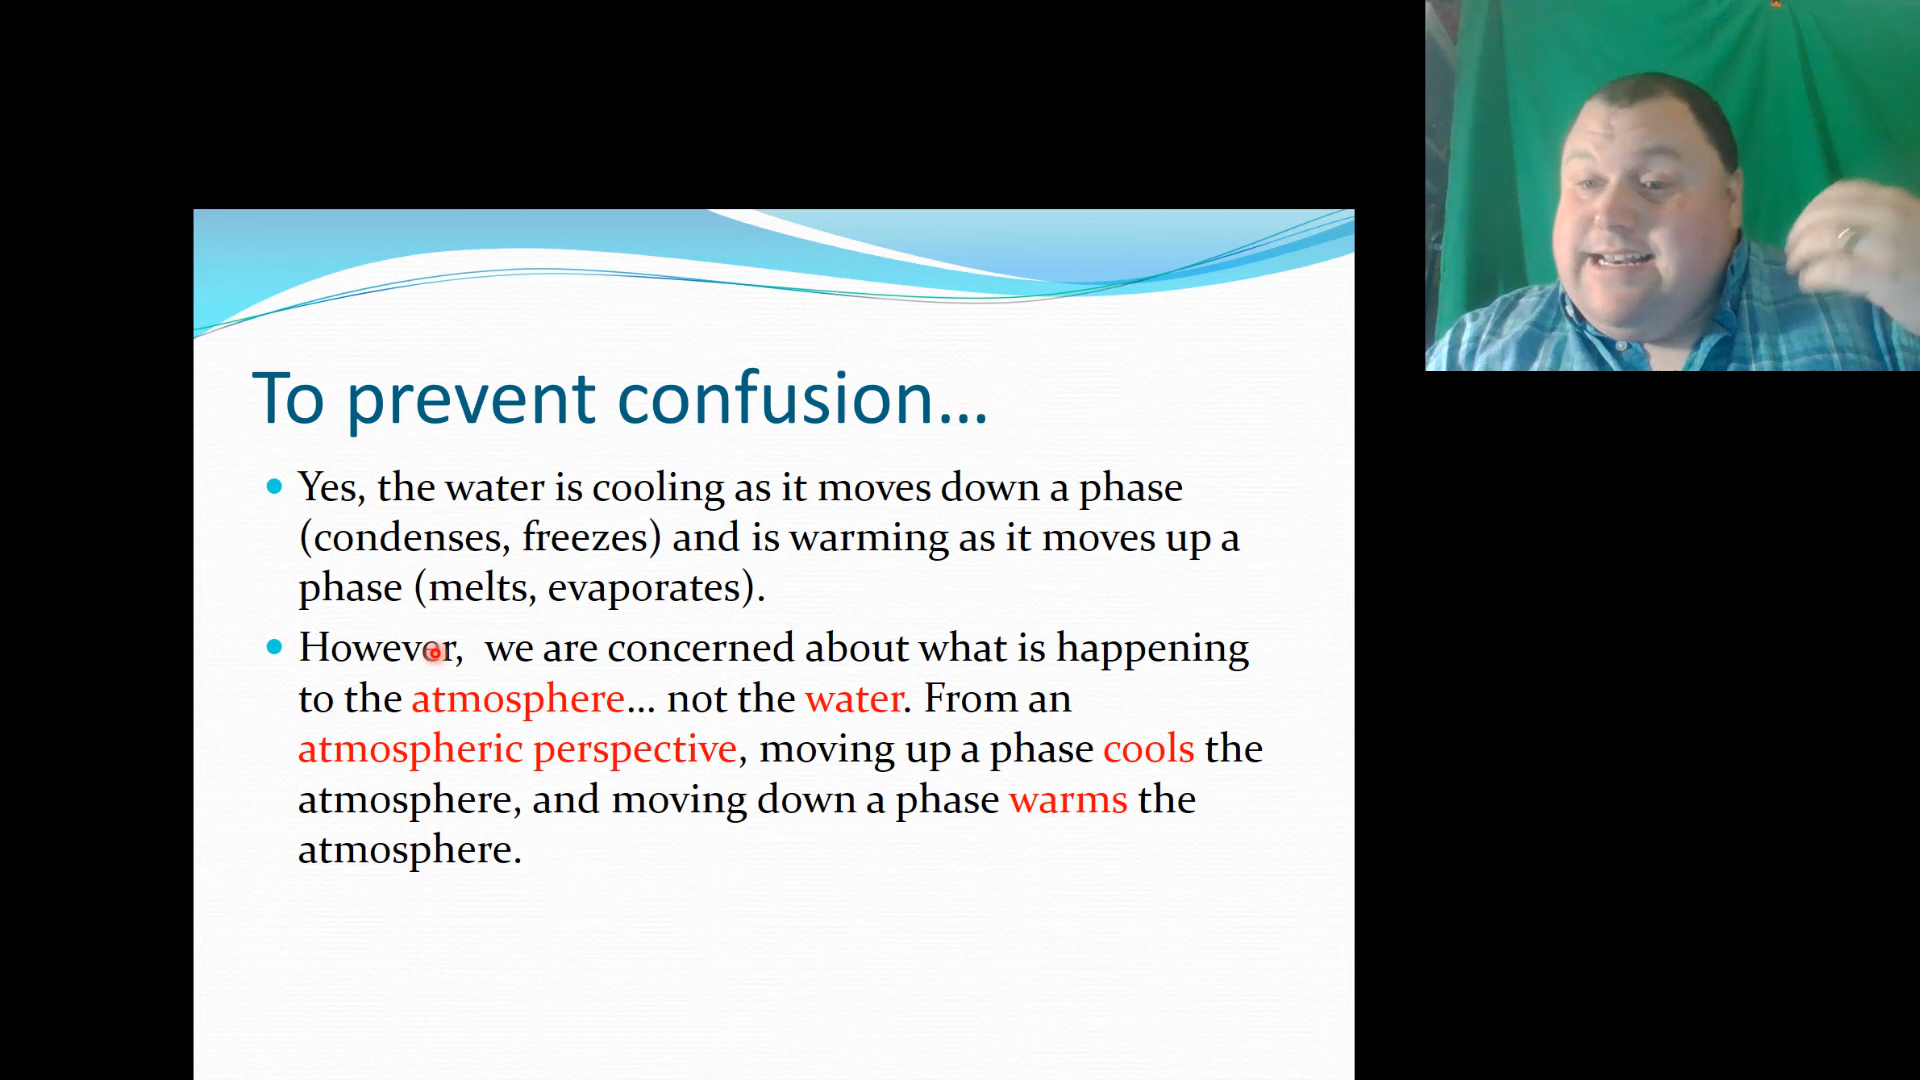 To prevent confusion...
Yes, the water is cooling as it moves down a phase
(condenses, freezes) and is warming as it moves up a
phase (melts, evaporates).
However,  we are concerned about what is happening
to the atmosphere... not the water. From an
atmospheric perspective, moving up a phase cools the
atmosphere, and moving down a phase warms the
atmosphere.